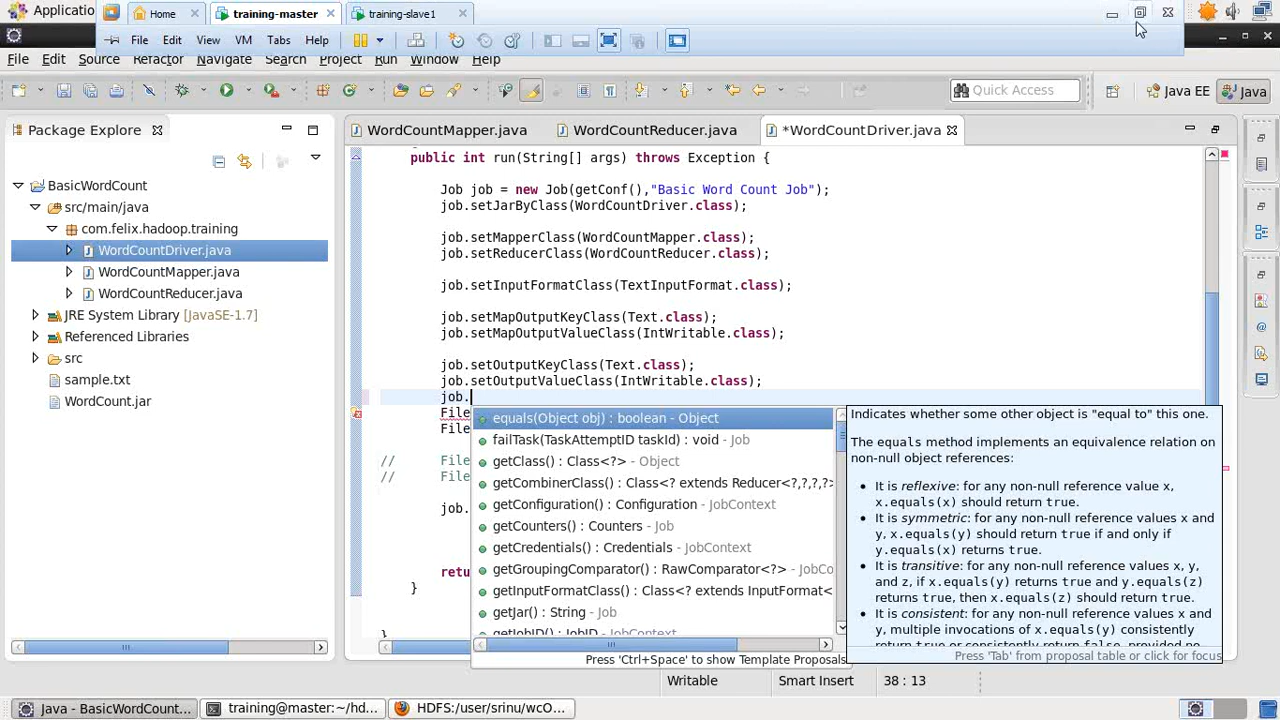 Applications
Home
training-master
training-slave1
File Edit View VM Tabs Help
File Edit Source Refactor Navigate Search Project Run Window Help
Quick Access
Java EE
Java
Package Explorer
WordCountMapper.java
WordCountReducer.java
*WordCountDriver.java
BasicWordCount
src/main/java
com.felix.hadoop.training
WordCountDriver.java
WordCountMapper.java
WordCountReducer.java
JRE System Library [JavaSE-1.7]
Referenced Libraries
src
sample.txt
WordCount.jar
public int run(String[] args) throws Exception {
Job job = new Job(getConf(),"Basic Word Count Job");
job.setJarByClass(WordCountDriver.class);
job.setMapperClass(WordCountMapper.class);
job.setReducerClass(WordCountReducer.class);
job.setInputFormatClass(TextInputFormat.class);
job.setMapOutputKeyClass(Text.class);
job.setMapOutputValueClass(IntWritable.class);
job.setOutputKeyClass(Text.class);
job.setOutputValueClass(IntWritable.class);
job.
File
File
// File
// File
job.
retu
}
}
equals(Object obj) : boolean - Object
failTask(TaskAttemptID taskId) : void - Job
getClass() : Class<?> - Object
getCombinerClass() : Class<? extends Reducer<?,?,?,?>
getConfiguration() : Configuration - JobContext
getCounters() : Counters - Job
getCredentials() : Credentials - JobContext
getGroupingComparator() : RawComparator<?> - JobCo
getInputFormatClass() : Class<? extends InputFormat<
getJar() : String - Job
getJobID() : JobID - JobContext
Press 'Ctrl+Space' to show Template Proposals
Indicates whether some other object is "equal to" this one.
The equals method implements an equivalence relation on
non-null object references:
• It is reflexive: for any non-null reference value x,
x.equals(x) should return true.
• It is symmetric: for any non-null reference values x and
y, x.equals(y) should return true if and only if
y.equals(x) returns true.
• It is transitive: for any non-null reference values x, y,
and z, if x.equals(y) returns true and y.equals(z)
returns true, then x.equals(z) should return true.
• It is consistent: for any non-null reference values x and
y, multiple invocations of x.equals(y) consistently
return true or consistently return false, provided no
Press 'Tab' from proposal table or click for focus
Writable
Smart Insert
38 : 13
Java - BasicWordCount...
training@master:~/hd...
HDFS:/user/srinu/wcO...